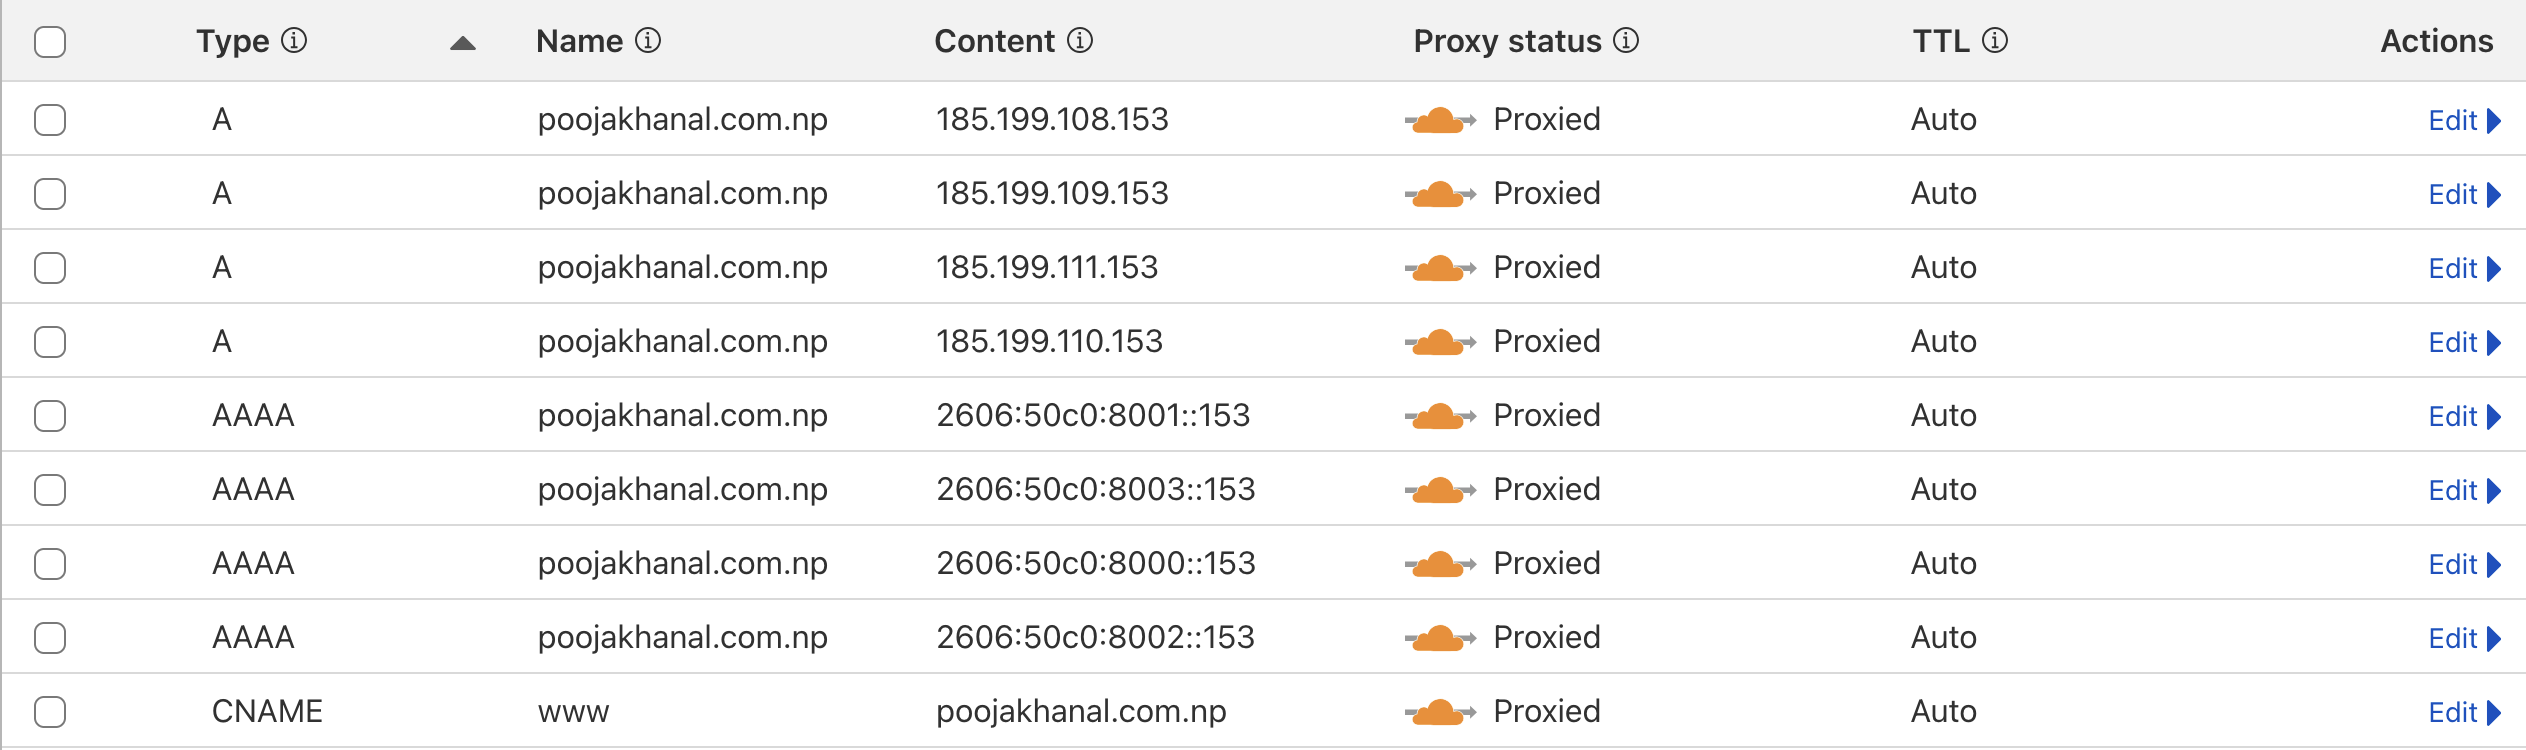 Type Name Content Proxy status TTL Actions
A poojakhanal.com.np 185.199.108.153 Proxied Auto Edit
A poojakhanal.com.np 185.199.109.153 Proxied Auto Edit
A poojakhanal.com.np 185.199.111.153 Proxied Auto Edit
A poojakhanal.com.np 185.199.110.153 Proxied Auto Edit
AAAA poojakhanal.com.np 2606:50c0:8001::153 Proxied Auto Edit
AAAA poojakhanal.com.np 2606:50c0:8003::153 Proxied Auto Edit
AAAA poojakhanal.com.np 2606:50c0:8000::153 Proxied Auto Edit
AAAA poojakhanal.com.np 2606:50c0:8002::153 Proxied Auto Edit
CNAME www poojakhanal.com.np Proxied Auto Edit